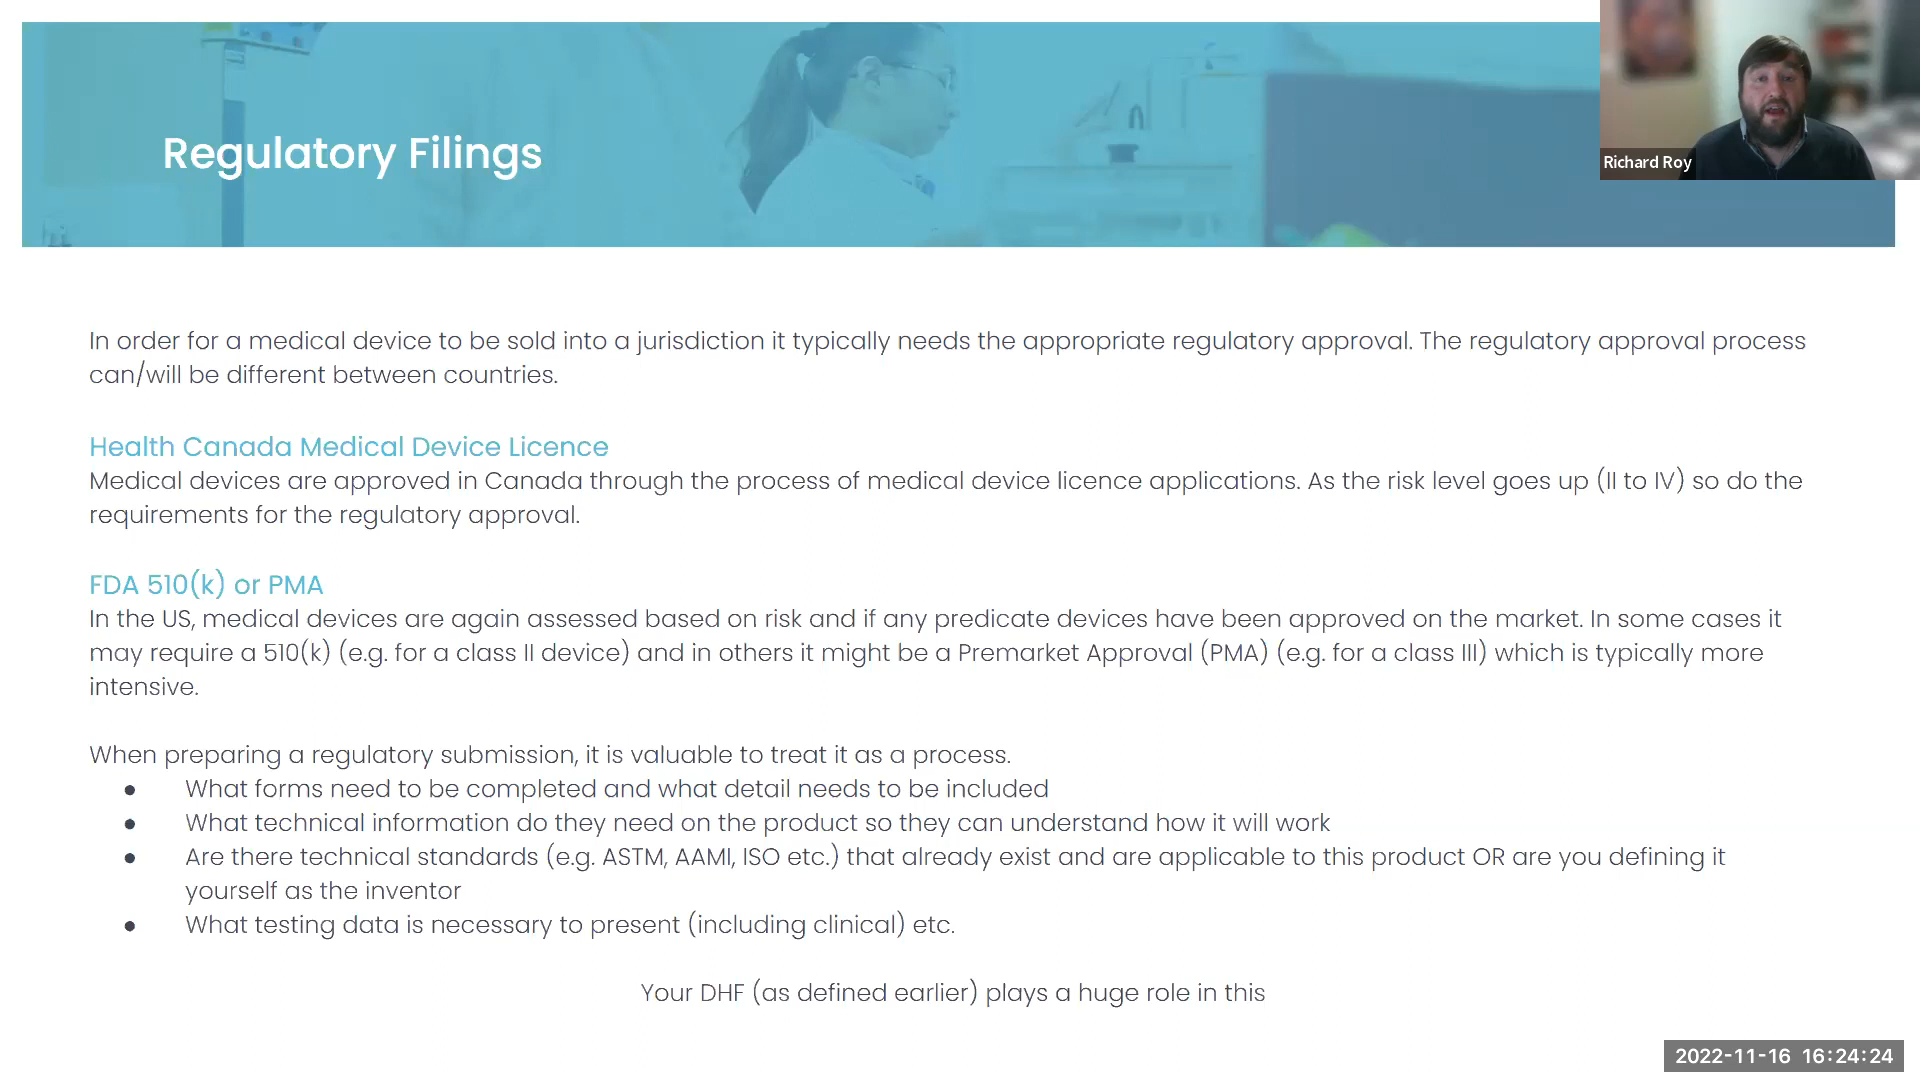 Regulatory Filings
Richard Roy
In order for a medical device to be sold into a jurisdiction it typically needs the appropriate regulatory approval. The regulatory approval process
can/will be different between countries.
Health Canada Medical Device Licence
Medical devices are approved in Canada through the process of medical device licence applications. As the risk level goes up (II to IV) so do the
requirements for the regulatory approval.
FDA 510(k) or PMA
In the US, medical devices are again assessed based on risk and if any predicate devices have been approved on the market. In some cases it
may require a 510(k) (e.g. for a class II device) and in others it might be a Premarket Approval (PMA) (e.g. for a class III) which is typically more
intensive.
When preparing a regulatory submission, it is valuable to treat it as a process.
● What forms need to be completed and what detail needs to be included
● What technical information do they need on the product so they can understand how it will work
● Are there technical standards (e.g. ASTM, AAMI, ISO etc.) that already exist and are applicable to this product OR are you defining it
yourself as the inventor
● What testing data is necessary to present (including clinical) etc.
Your DHF (as defined earlier) plays a huge role in this
2022-11-16 16:24:24